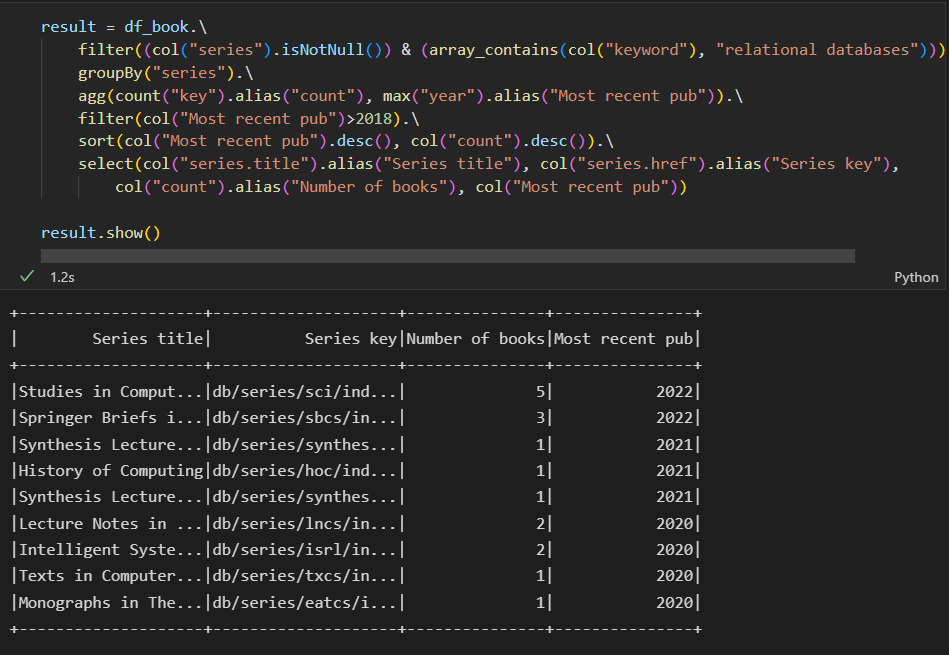 result = df_book.\
    filter((col("series").isNotNull()) & (array_contains(col("keyword"), "relational databases")))
    groupBy("series").\
    agg(count("key").alias("count"), max("year").alias("Most recent pub")).\
    filter(col("Most recent pub")>2018).\
    sort(col("Most recent pub").desc(), col("count").desc()).\
    select(col("series.title").alias("Series title"), col("series.href").alias("Series key"),
        col("count").alias("Number of books"), col("Most recent pub"))
result.show()
1.2s Python
+--------------------+--------------------+---------------+---------------+
|        Series title|          Series key|Number of books|Most recent pub|
+--------------------+--------------------+---------------+---------------+
|Studies in Comput...|db/series/sci/ind...|              5|           2022|
|Springer Briefs i...|db/series/sbcs/in...|              3|           2022|
|Synthesis Lecture...|db/series/synthes...|              1|           2021|
|History of Computing|db/series/hoc/ind...|              1|           2021|
|Synthesis Lecture...|db/series/synthes...|              1|           2021|
|Lecture Notes in ...|db/series/lncs/in...|              2|           2020|
|Intelligent Syste...|db/series/isrl/in...|              2|           2020|
|Texts in Computer...|db/series/txcs/in...|              1|           2020|
|Monographs in The...|db/series/eatcs/i...|              1|           2020|
+--------------------+--------------------+---------------+---------------+